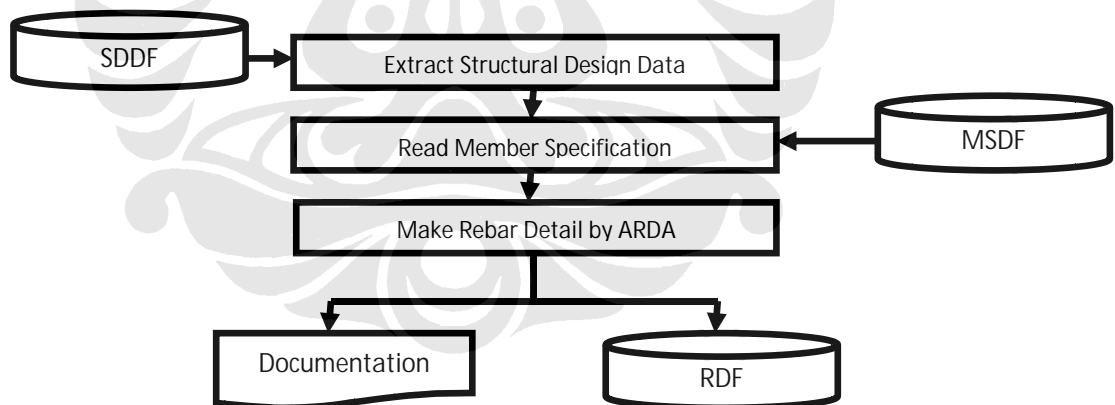 SDDF
Extract Structural Design Data
Read Member Specification
MSDF
Make Rebar Detail by ARDA
Documentation
RDF